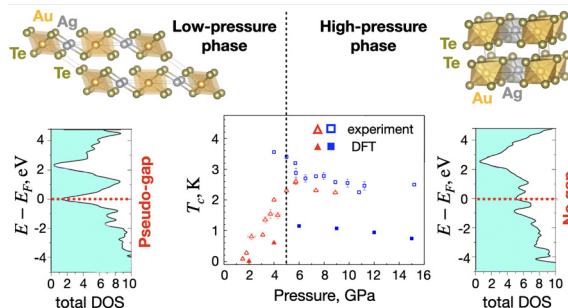 Low-pressure
phase
High-pressure
phase
Au
Ag
Te
Te
Te
Te
Au
Ag
E − E_F, eV
4
2
0
-2
-4
0 2 4 6 8 10
total DOS
Pseudo-gap
T_c, K
4
3
2
1
0
0 2 4 6 8 10 12 14 16
Pressure, GPa
experiment
DFT
E − E_F, eV
4
2
0
-2
-4
0 2 4 6 8 10
total DOS